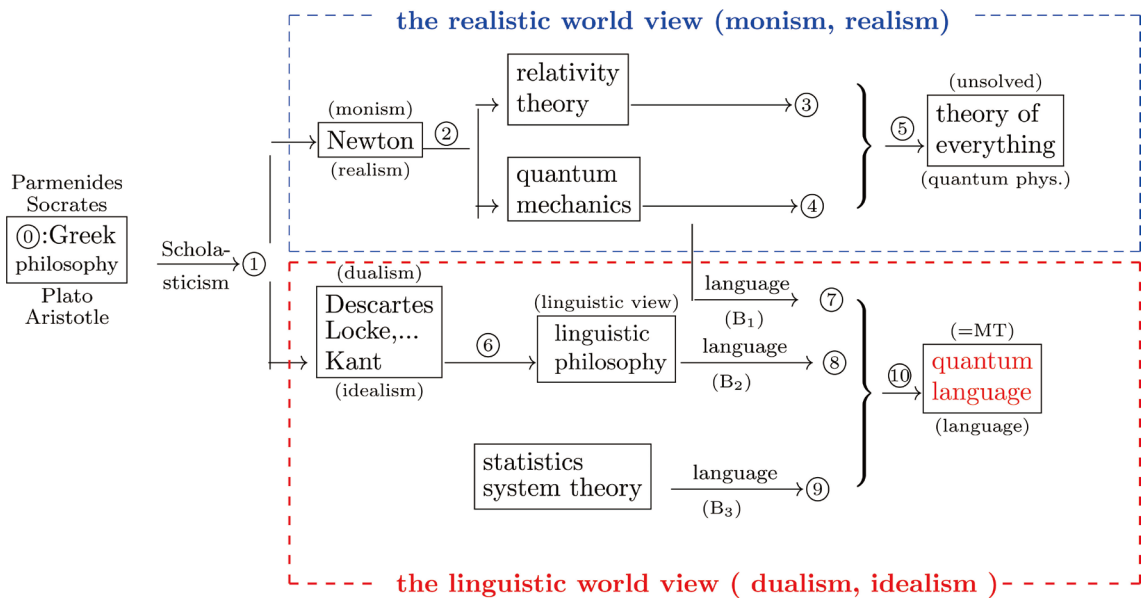 the realistic world view (monism, realism)
Parmenides
Socrates
⓪:Greek
philosophy
Plato
Aristotle
Schola-
sticism
①
(monism)
Newton
(realism)
②
relativity
theory
③
quantum
mechanics
④
⑤
(unsolved)
theory of
everything
(quantum phys.)
(dualism)
Descartes
Locke,...
Kant
(idealism)
⑥
(linguistic view)
linguistic
philosophy
language
(B₁)
⑦
language
(B₂)
⑧
statistics
system theory
language
(B₃)
⑨
⑩
(=MT)
quantum
language
(language)
the linguistic world view ( dualism, idealism )